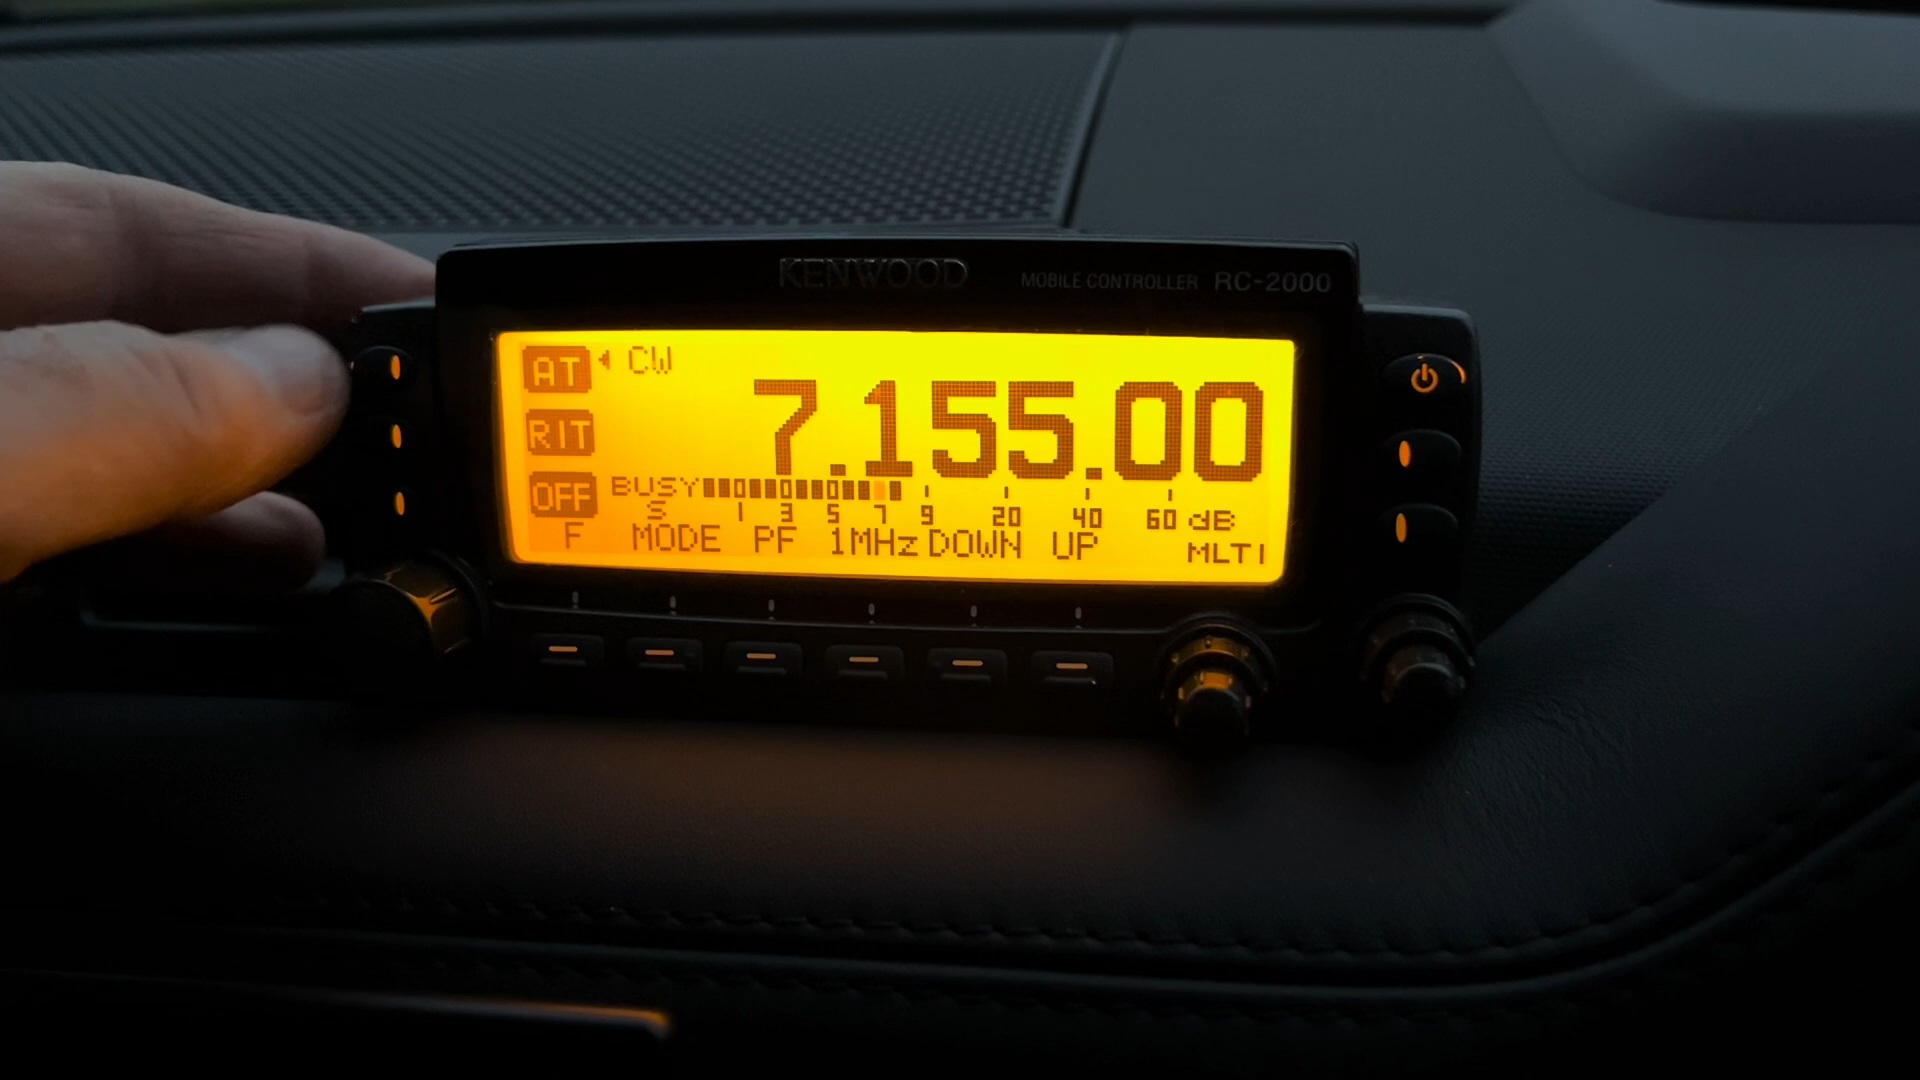 KENWOOD MOBILE CONTROLLER RC-2000
AT CW
7.155.00
RIT
OFF BUSY
S 1 3 5 7 9 20 40 60 dB
F MODE PF 1MHz DOWN UP MLTI